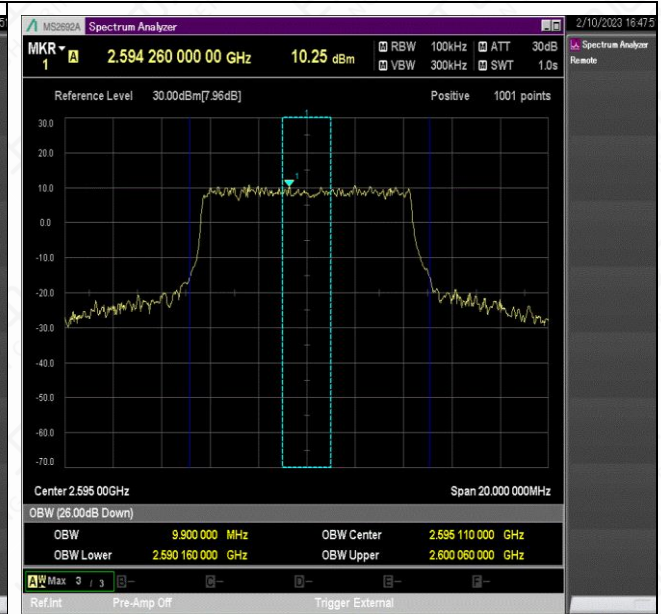 MS2692A Spectrum Analyzer 2/10/2023 16:47:5
MKR 1 A 2.594 260 000 00 GHz 10.25 dBm
M RBW 100kHz M ATT 30dB
M VBW 300kHz M SWT 1.0s
Spectrum Analyzer
Remote
Reference Level 30.00dBm[7.96dB] Positive 1001 points
1
30.0
20.0
10.0
0.0
-10.0
-20.0
-30.0
-40.0
-50.0
-60.0
-70.0
1
Center 2.595 00GHz Span 20.000 000MHz
OBW (26.00dB Down)
OBW 9.900 000 MHz OBW Center 2.595 110 000 GHz
OBW Lower 2.590 160 000 GHz OBW Upper 2.600 060 000 GHz
A W Max 3 / 3 B- C- D- E- F-
Ref.Int Pre-Amp Off Trigger External